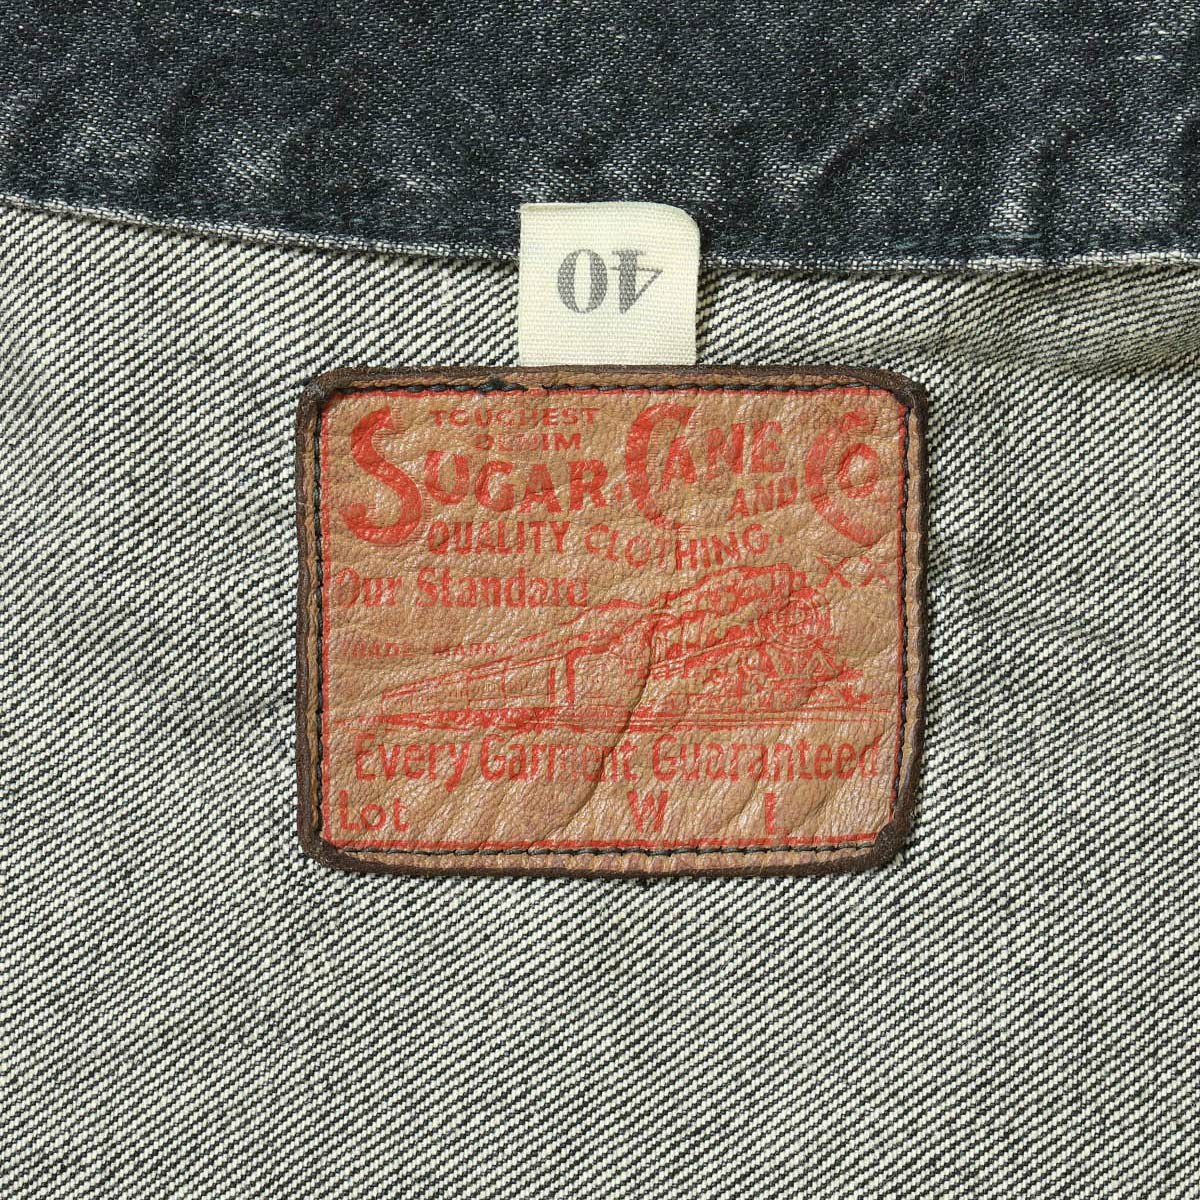 40
TOUGHEST
DENIM
SUGAR CANE CO
AND
QUALITY CLOTHING.
Our Standard
XX
TRADE MARK
Every Garment Guaranteed
Lot W L